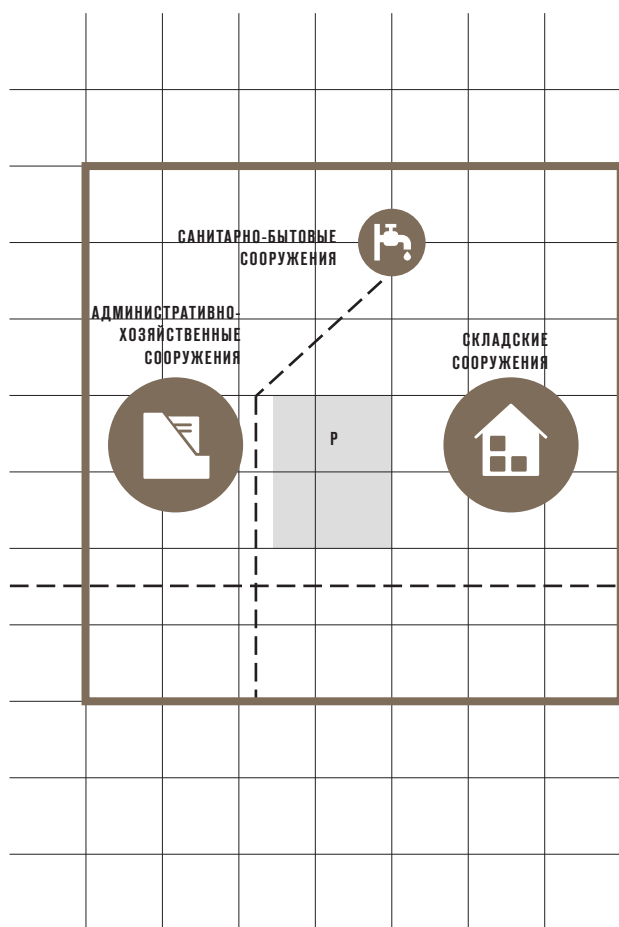 САНИТАРНО-БЫТОВЫЕ
СООРУЖЕНИЯ
АДМИНИСТРАТИВНО-
ХОЗЯЙСТВЕННЫЕ
СООРУЖЕНИЯ
СКЛАДСКИЕ
СООРУЖЕНИЯ
Р